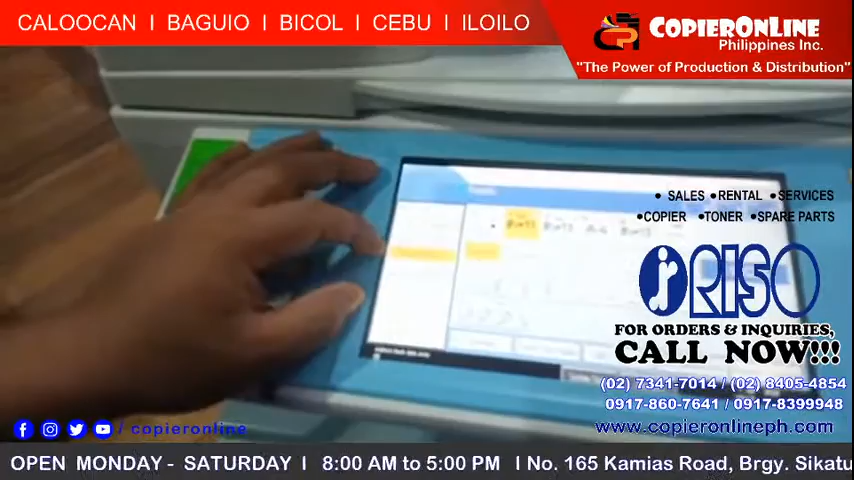 CALOOCAN I BAGUIO I BICOL I CEBU I ILOILO
COPIERONLINE
Philippines Inc.
"The Power of Production & Distribution"
• SALES •RENTAL •SERVICES
•COPIER •TONER •SPARE PARTS
RISO
FOR ORDERS & INQUIRIES,
CALL NOW!!!
(02) 7341-7014 / (02) 8405-4854
0917-860-7641 / 0917-8399948
www.copieronlineph.com
/ copieronline
OPEN MONDAY - SATURDAY I 8:00 AM to 5:00 PM I No. 165 Kamias Road, Brgy. Sikatu